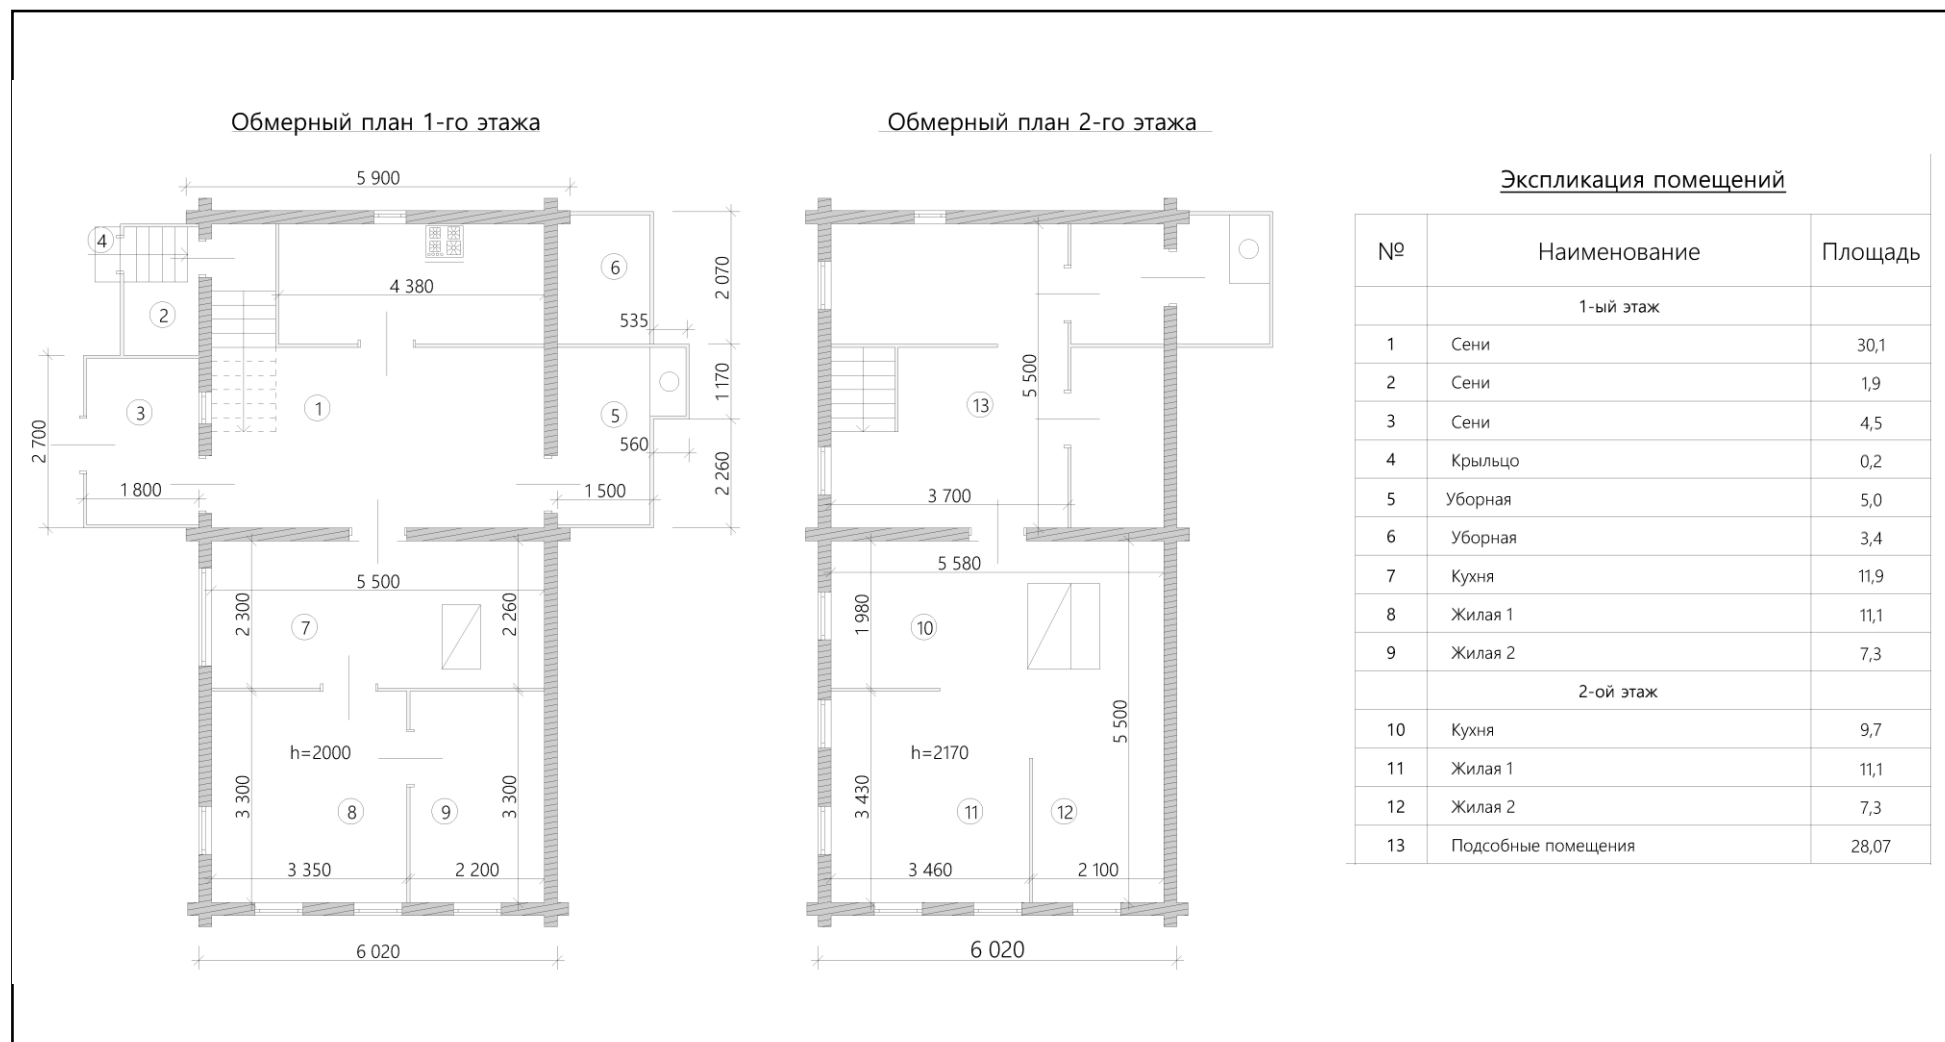 Обмерный план 1-го этажа
5 900
4
6
2 070
4 380
2
535
1 170
3
1
5
2 700
560
2 260
1 800
1 500
5 500
2 300
2 260
7
h=2000
3 300
3 300
8
9
3 350
2 200
6 020
Обмерный план 2-го этажа
5 500
13
3 700
5 580
1 980
10
5 500
h=2170
3 430
11
12
3 460
2 100
6 020
Экспликация помещений
№ Наименование Площадь
1-ый этаж
1 Сени 30,1
2 Сени 1,9
3 Сени 4,5
4 Крыльцо 0,2
5 Уборная 5,0
6 Уборная 3,4
7 Кухня 11,9
8 Жилая 1 11,1
9 Жилая 2 7,3
2-ой этаж
10 Кухня 9,7
11 Жилая 1 11,1
12 Жилая 2 7,3
13 Подсобные помещения 28,07